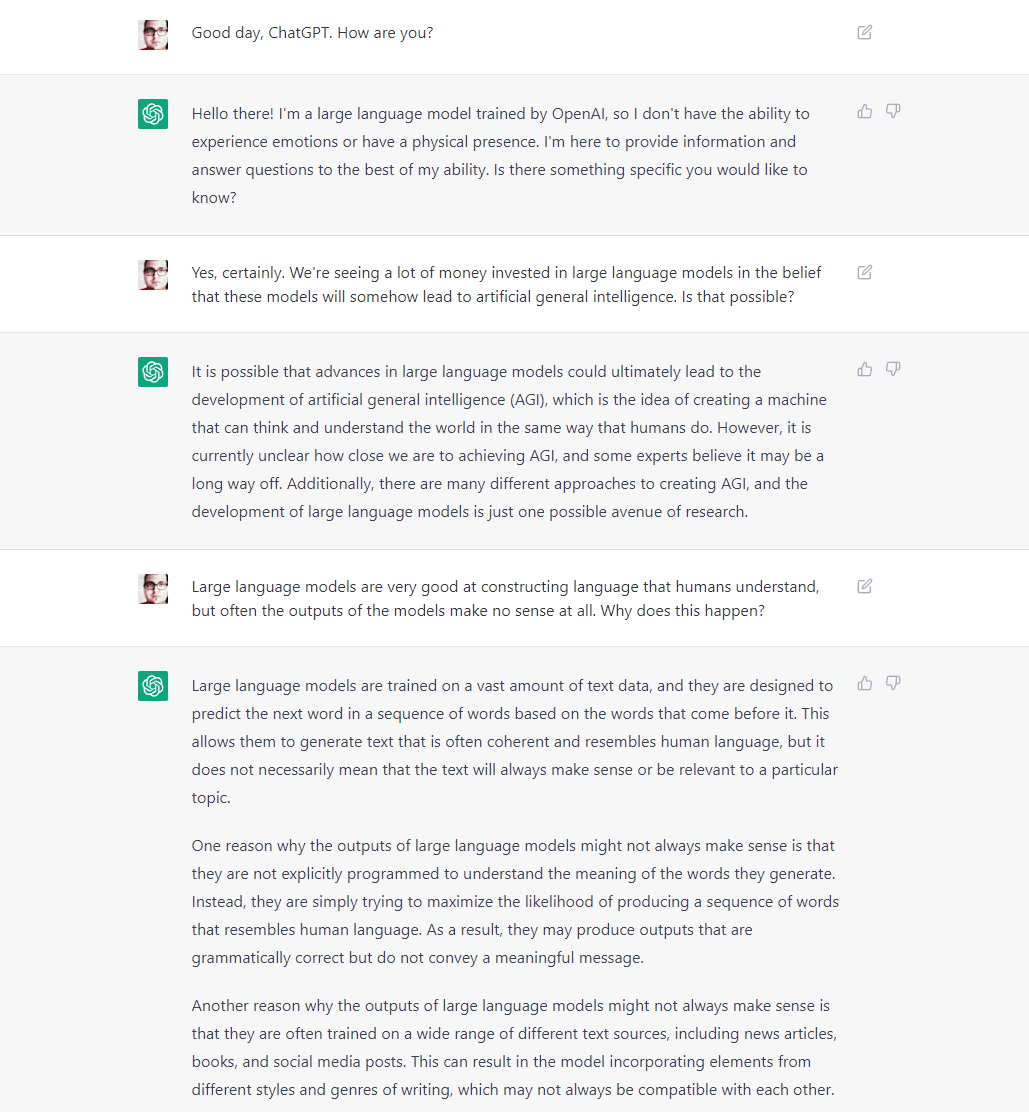 Good day, ChatGPT. How are you?
Hello there! I'm a large language model trained by OpenAI, so I don't have the ability to
experience emotions or have a physical presence. I'm here to provide information and
answer questions to the best of my ability. Is there something specific you would like to
know?
Yes, certainly. We're seeing a lot of money invested in large language models in the belief
that these models will somehow lead to artificial general intelligence. Is that possible?
It is possible that advances in large language models could ultimately lead to the
development of artificial general intelligence (AGI), which is the idea of creating a machine
that can think and understand the world in the same way that humans do. However, it is
currently unclear how close we are to achieving AGI, and some experts believe it may be a
long way off. Additionally, there are many different approaches to creating AGI, and the
development of large language models is just one possible avenue of research.
Large language models are very good at constructing language that humans understand,
but often the outputs of the models make no sense at all. Why does this happen?
Large language models are trained on a vast amount of text data, and they are designed to
predict the next word in a sequence of words based on the words that come before it. This
allows them to generate text that is often coherent and resembles human language, but it
does not necessarily mean that the text will always make sense or be relevant to a particular
topic.
One reason why the outputs of large language models might not always make sense is that
they are not explicitly programmed to understand the meaning of the words they generate.
Instead, they are simply trying to maximize the likelihood of producing a sequence of words
that resembles human language. As a result, they may produce outputs that are
grammatically correct but do not convey a meaningful message.
Another reason why the outputs of large language models might not always make sense is
that they are often trained on a wide range of different text sources, including news articles,
books, and social media posts. This can result in the model incorporating elements from
different styles and genres of writing, which may not always be compatible with each other.